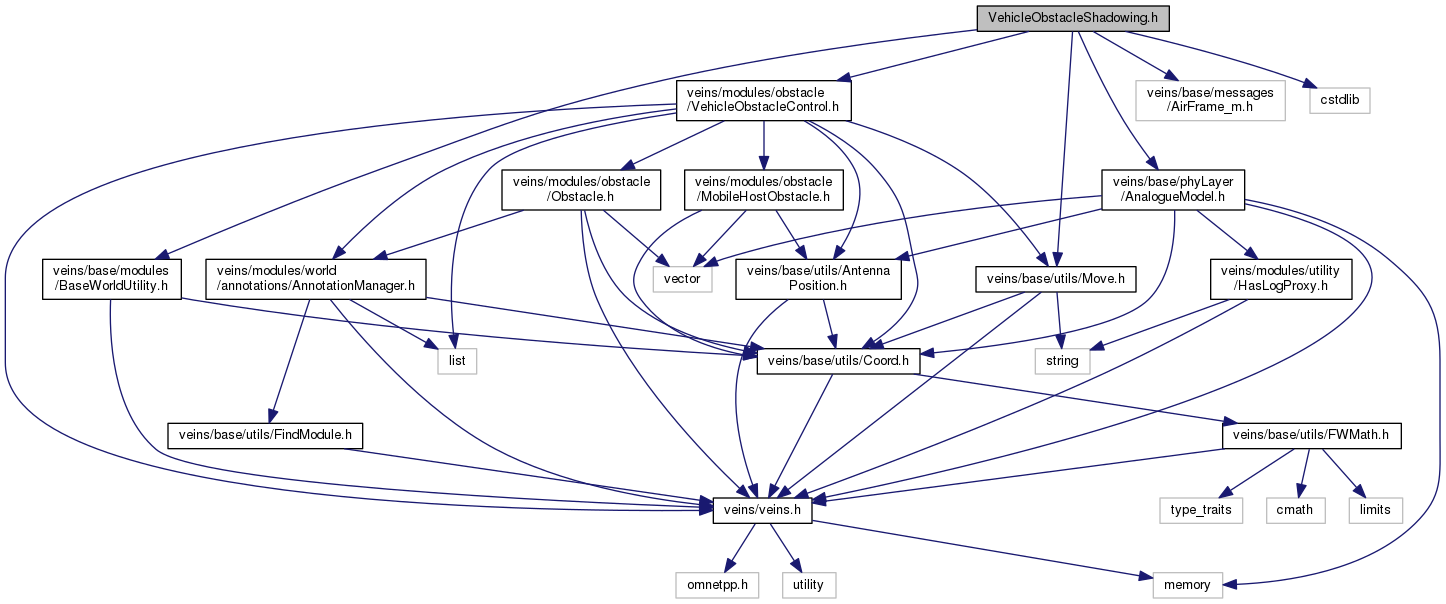 VehicleObstacleShadowing.h
veins/modules/obstacle
/VehicleObstacleControl.h
veins/base/messages
/AirFrame_m.h
cstdlib
veins/modules/obstacle
/Obstacle.h
veins/modules/obstacle
/MobileHostObstacle.h
veins/base/phyLayer
/AnalogueModel.h
veins/base/modules
/BaseWorldUtility.h
veins/modules/world
/annotations/AnnotationManager.h
vector
veins/base/utils/Antenna
Position.h
veins/base/utils/Move.h
veins/modules/utility
/HasLogProxy.h
list
veins/base/utils/Coord.h
string
veins/base/utils/FindModule.h
veins/base/utils/FWMath.h
veins/veins.h
type_traits
cmath
limits
omnetpp.h
utility
memory